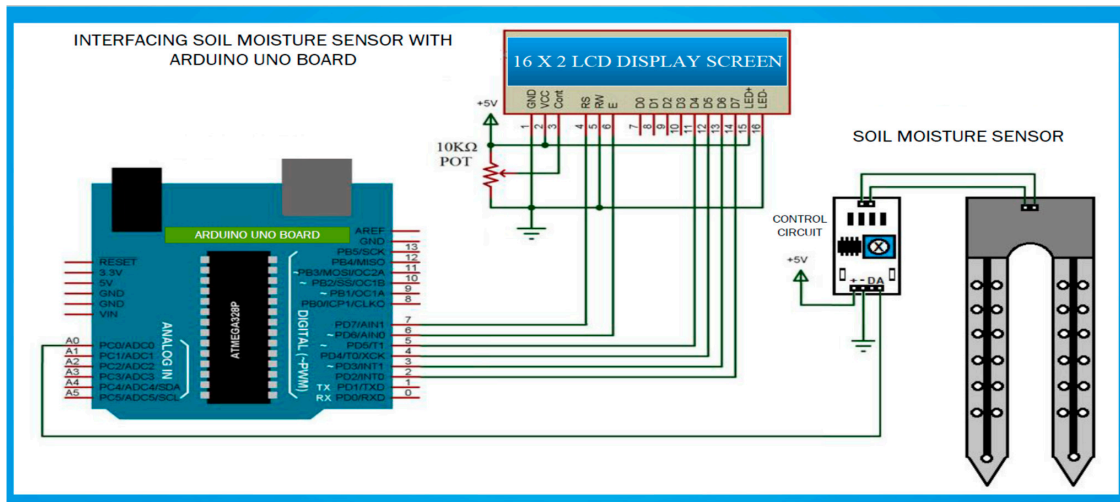 INTERFACING SOIL MOISTURE SENSOR WITH
ARDUINO UNO BOARD
16 X 2 LCD DISPLAY SCREEN
GND
VCC
Cont
RS
RW
E
D0
D1
D2
D3
D4
D5
D6
D7
LED+
LED-
1
2
3
4
5
6
7
8
9
10
11
12
13
14
15
16
+5V
10KΩ
POT
SOIL MOISTURE SENSOR
CONTROL
CIRCUIT
+5V
+ - DA
ARDUINO UNO BOARD
RESET
3.3V
5V
GND
GND
VIN
A0 PC0/ADC0
A1 PC1/ADC1
A2 PC2/ADC2
A3 PC3/ADC3
A4 PC4/ADC4/SDA
A5 PC5/ADC5/SCL
ANALOG IN
ATMEGA328P
DIGITAL (~PWM)
AREF
GND
PB5/SCK 13
PB4/MISO 12
~PB3/MOSI/OC2A 11
~ PB2/SS/OC1B 10
~ PB1/OC1A 9
PB0/ICP1/CLKO 8
PD7/AIN1 7
~ PD6/AIN0 6
~ PD5/T1 5
PD4/T0/XCK 4
~ PD3/INT1 3
PD2/INT0 2
TX PD1/TXD 1
RX PD0/RXD 0